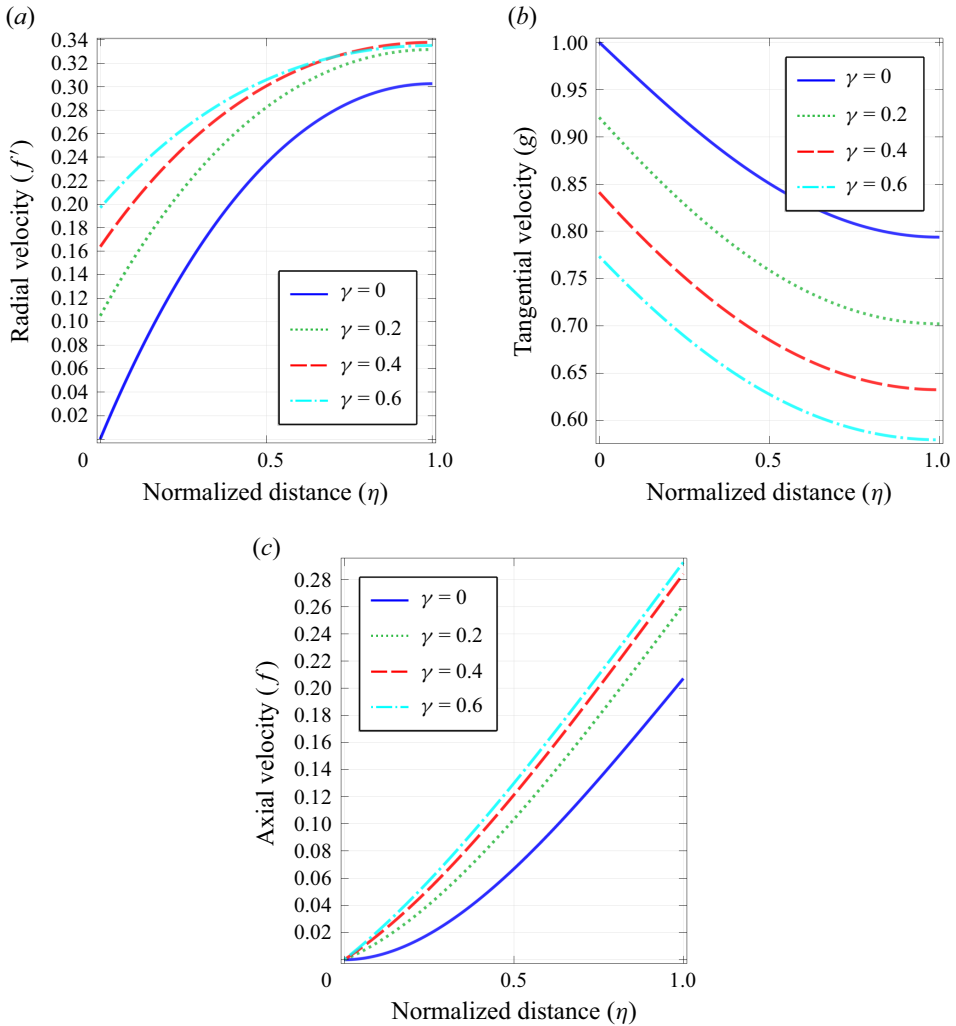 (a)
Radial velocity (f′)
0.34
0.30
0.28
0.26
0.24
0.22
0.20
0.18
0.16
0.14
0.12
0.10
0.08
0.06
0.04
0.02
γ = 0
γ = 0.2
γ = 0.4
γ = 0.6
0
0.5
1.0
Normalized distance (η)
(b)
Tangential velocity (g)
1.00
0.95
0.90
0.85
0.80
0.75
0.70
0.65
0.60
γ = 0
γ = 0.2
γ = 0.4
γ = 0.6
0
0.5
1.0
Normalized distance (η)
(c)
Axial velocity (f)
0.28
0.24
0.22
0.20
0.18
0.16
0.14
0.12
0.10
0.08
0.06
0.04
0.02
γ = 0
γ = 0.2
γ = 0.4
γ = 0.6
0
0.5
1.0
Normalized distance (η)